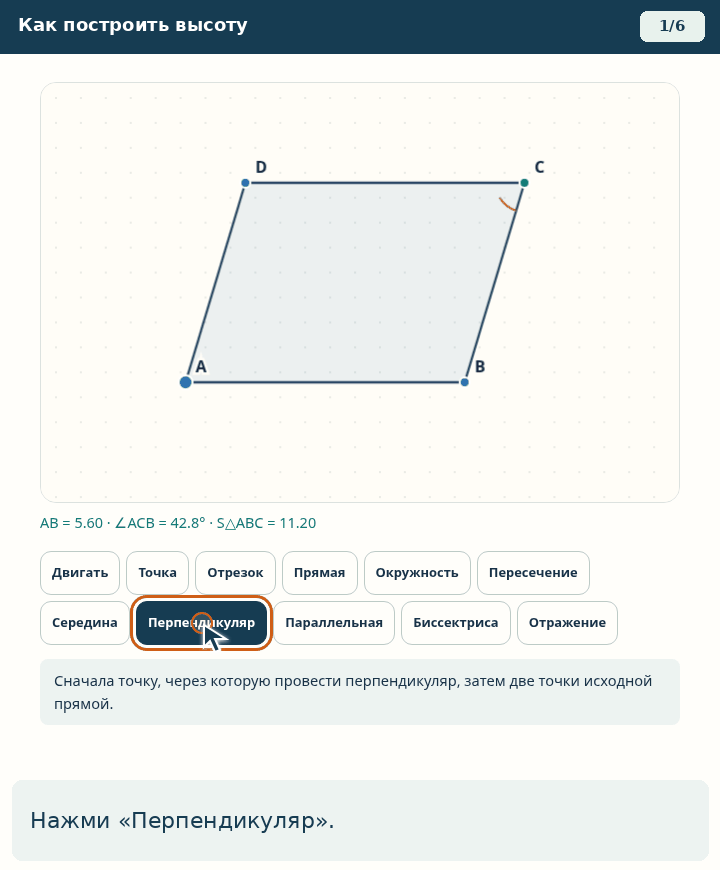 Как построить высоту
1/6
D
C
A
B
AB = 5.60 · ∠ACB = 42.8° · S△ABC = 11.20
Двигать
Точка
Отрезок
Прямая
Окружность
Пересечение
Середина
Перпендикуляр
Параллельная
Биссектриса
Отражение
Сначала точку, через которую провести перпендикуляр, затем две точки исходной
прямой.
Нажми «Перпендикуляр».